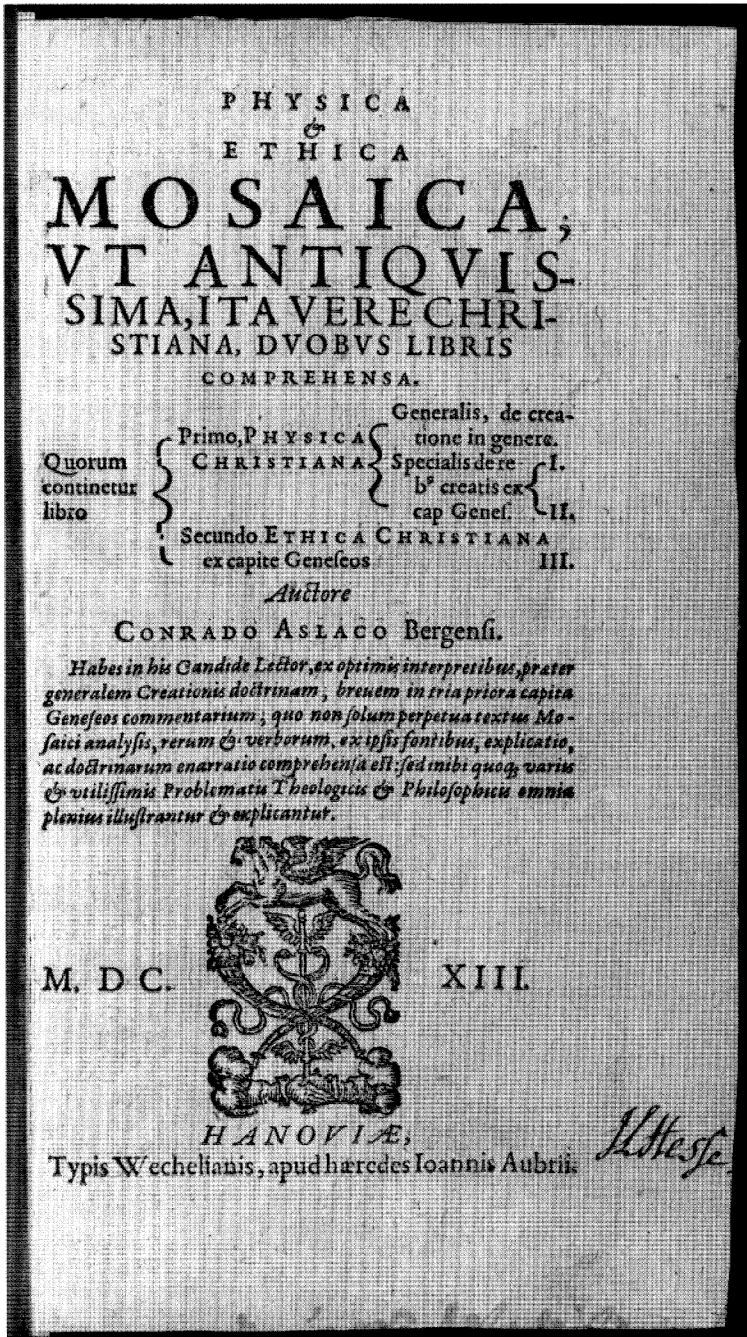 PHYSICA
&
ETHICA
MOSAICA,
VT ANTIQVIS-
SIMA, ITA VERE CHRI-
STIANA, DVOBVS LIBRIS
COMPREHENSA.
Quorum
continetur
libro
Primo, PHYSICA
CHRISTIANA
Generalis, de crea-
tione in genere.
Specialis de re-
bꝰ creatis ex
cap Geneſ.
I.
II.
Secundo ETHICA CHRISTIANA
ex capite Geneſeos III.
Auctore
CONRADO ASLACO Bergenſi.
Habes in his Candide Lector, ex optimis interpretibus, præter
generalem Creationis doctrinam, breuem in tria priora capita
Geneſeos commentarium; quo non ſolum perpetua textus Mo-
ſaici analyſis, rerum & verborum, ex ipſis fontibus, explicatio,
ac doctrinarum enarratio comprehenſa eſt: ſed inibi quoq; variis
& vtiliſſimis Problematis Theologicis & Philoſophicis omnia
plenius illuſtrantur & explicantur.
M. DC. XIII.
HANOVIÆ,
Typis Wechelianis, apud hæredes Ioannis Aubrii.